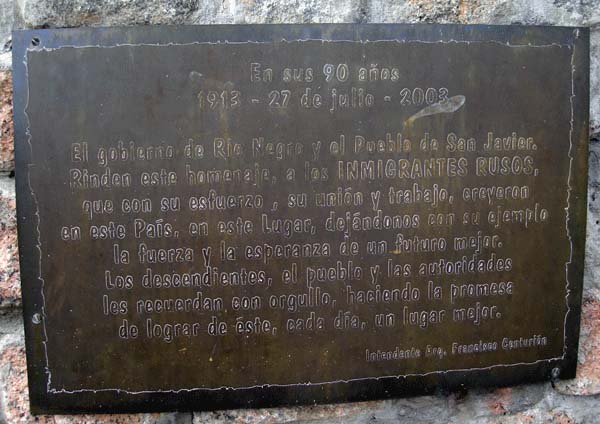 En sus 90 años
1913 - 27 de julio - 2003
El gobierno de Río Negro y el Pueblo de San Javier.
Rinden este homenaje, a los INMIGRANTES RUSOS,
que con su esfuerzo , su unión y trabajo, creyeron
en este País, en este Lugar, dejándonos con su ejemplo
la fuerza y la esperanza de un futuro mejor.
Los descendientes, el pueblo y las autoridades
les recuerdan con orgullo, haciendo la promesa
de lograr de éste, cada día, un lugar mejor.
Intendente Arq. Francisco Centurión